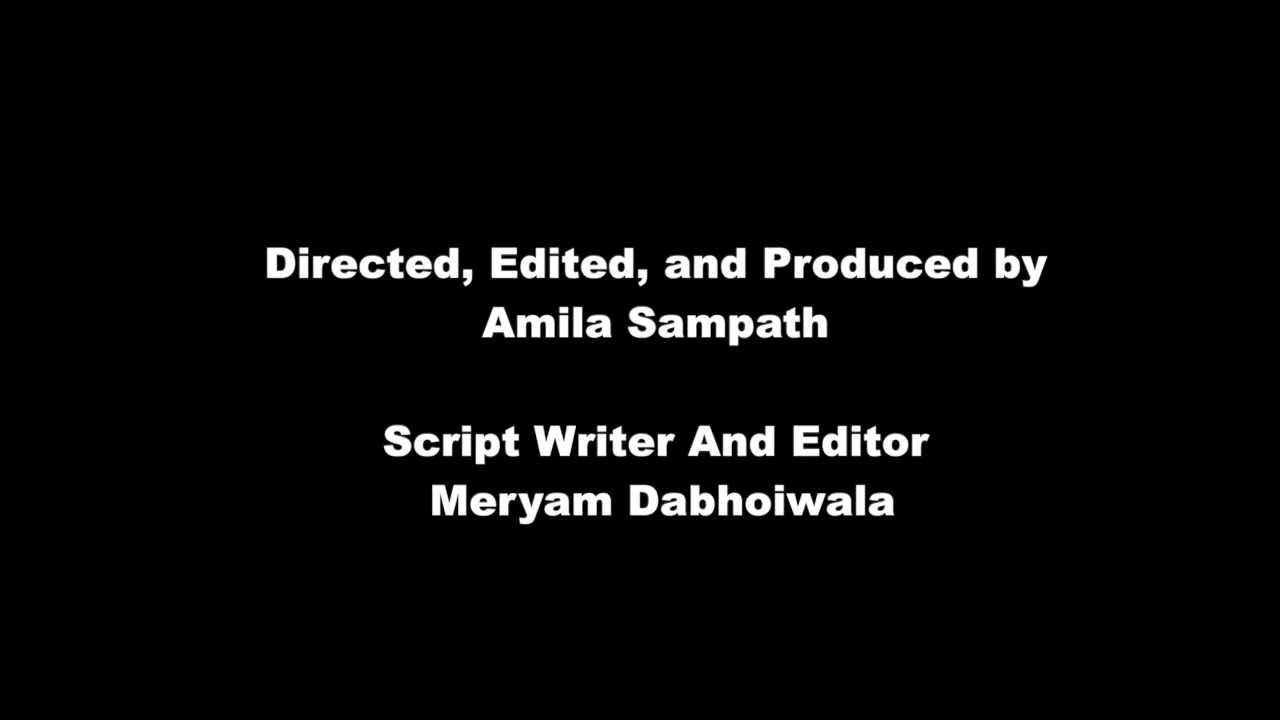 Directed, Edited, and Produced by
Amila Sampath
Script Writer And Editor
Meryam Dabhoiwala